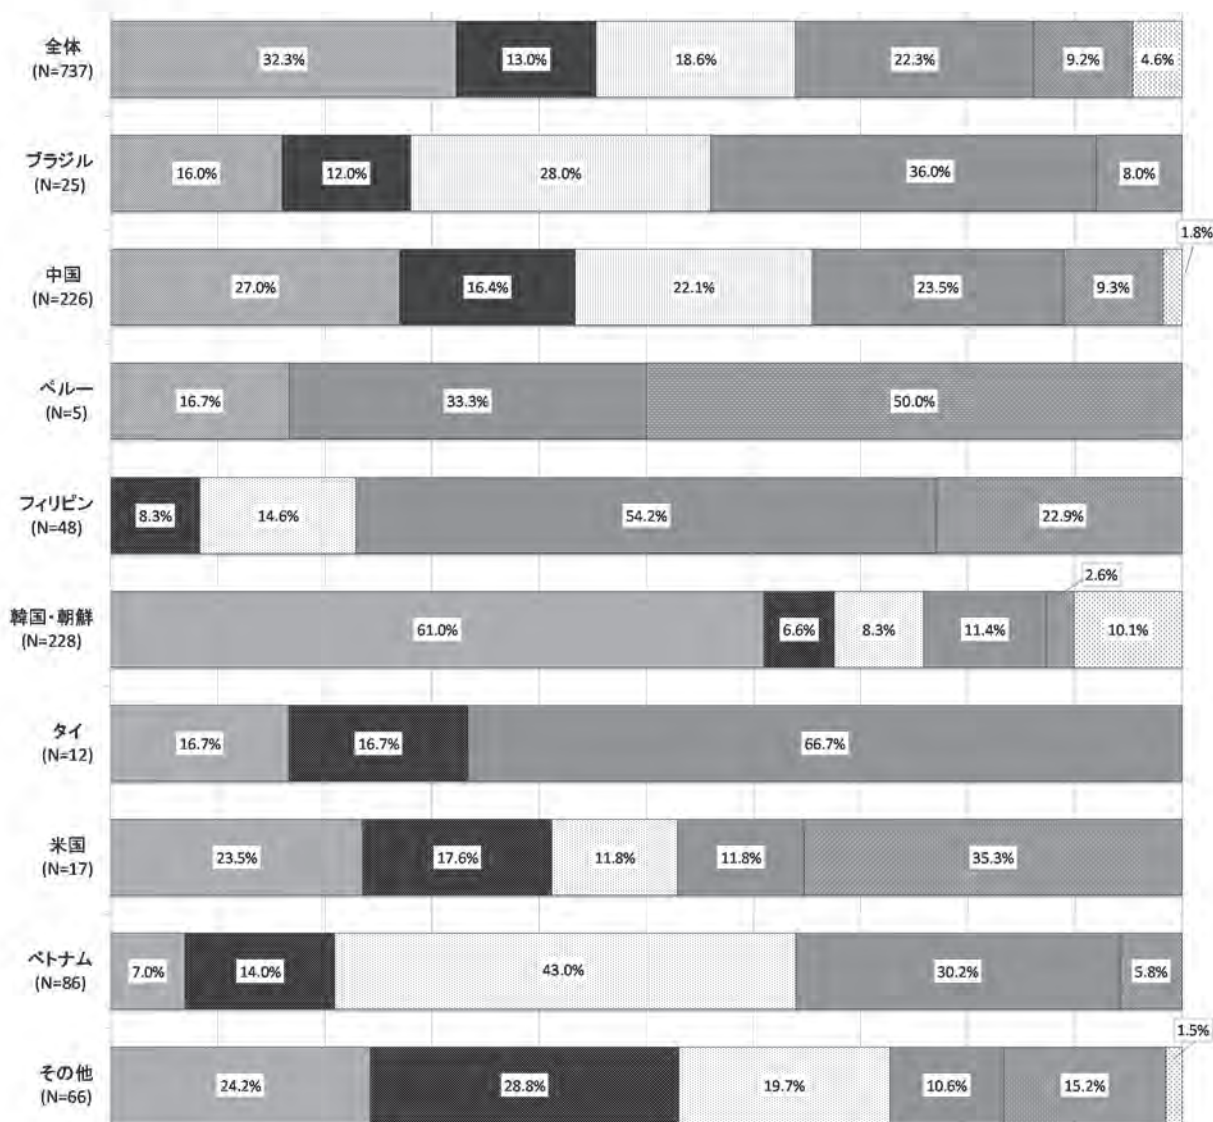 全体
(N=737)
32.3% 13.0% 18.6% 22.3% 9.2% 4.6%
ブラジル
(N=25)
16.0% 12.0% 28.0% 36.0% 8.0%
1.8%
中国
(N=226)
27.0% 16.4% 22.1% 23.5% 9.3%
ペルー
(N=5)
16.7% 33.3% 50.0%
フィリピン
(N=48)
8.3% 14.6% 54.2% 22.9%
2.6%
韓国・朝鮮
(N=228)
61.0% 6.6% 8.3% 11.4% 10.1%
タイ
(N=12)
16.7% 16.7% 66.7%
米国
(N=17)
23.5% 17.6% 11.8% 11.8% 35.3%
ベトナム
(N=86)
7.0% 14.0% 43.0% 30.2% 5.8%
1.5%
その他
(N=66)
24.2% 28.8% 19.7% 10.6% 15.2%